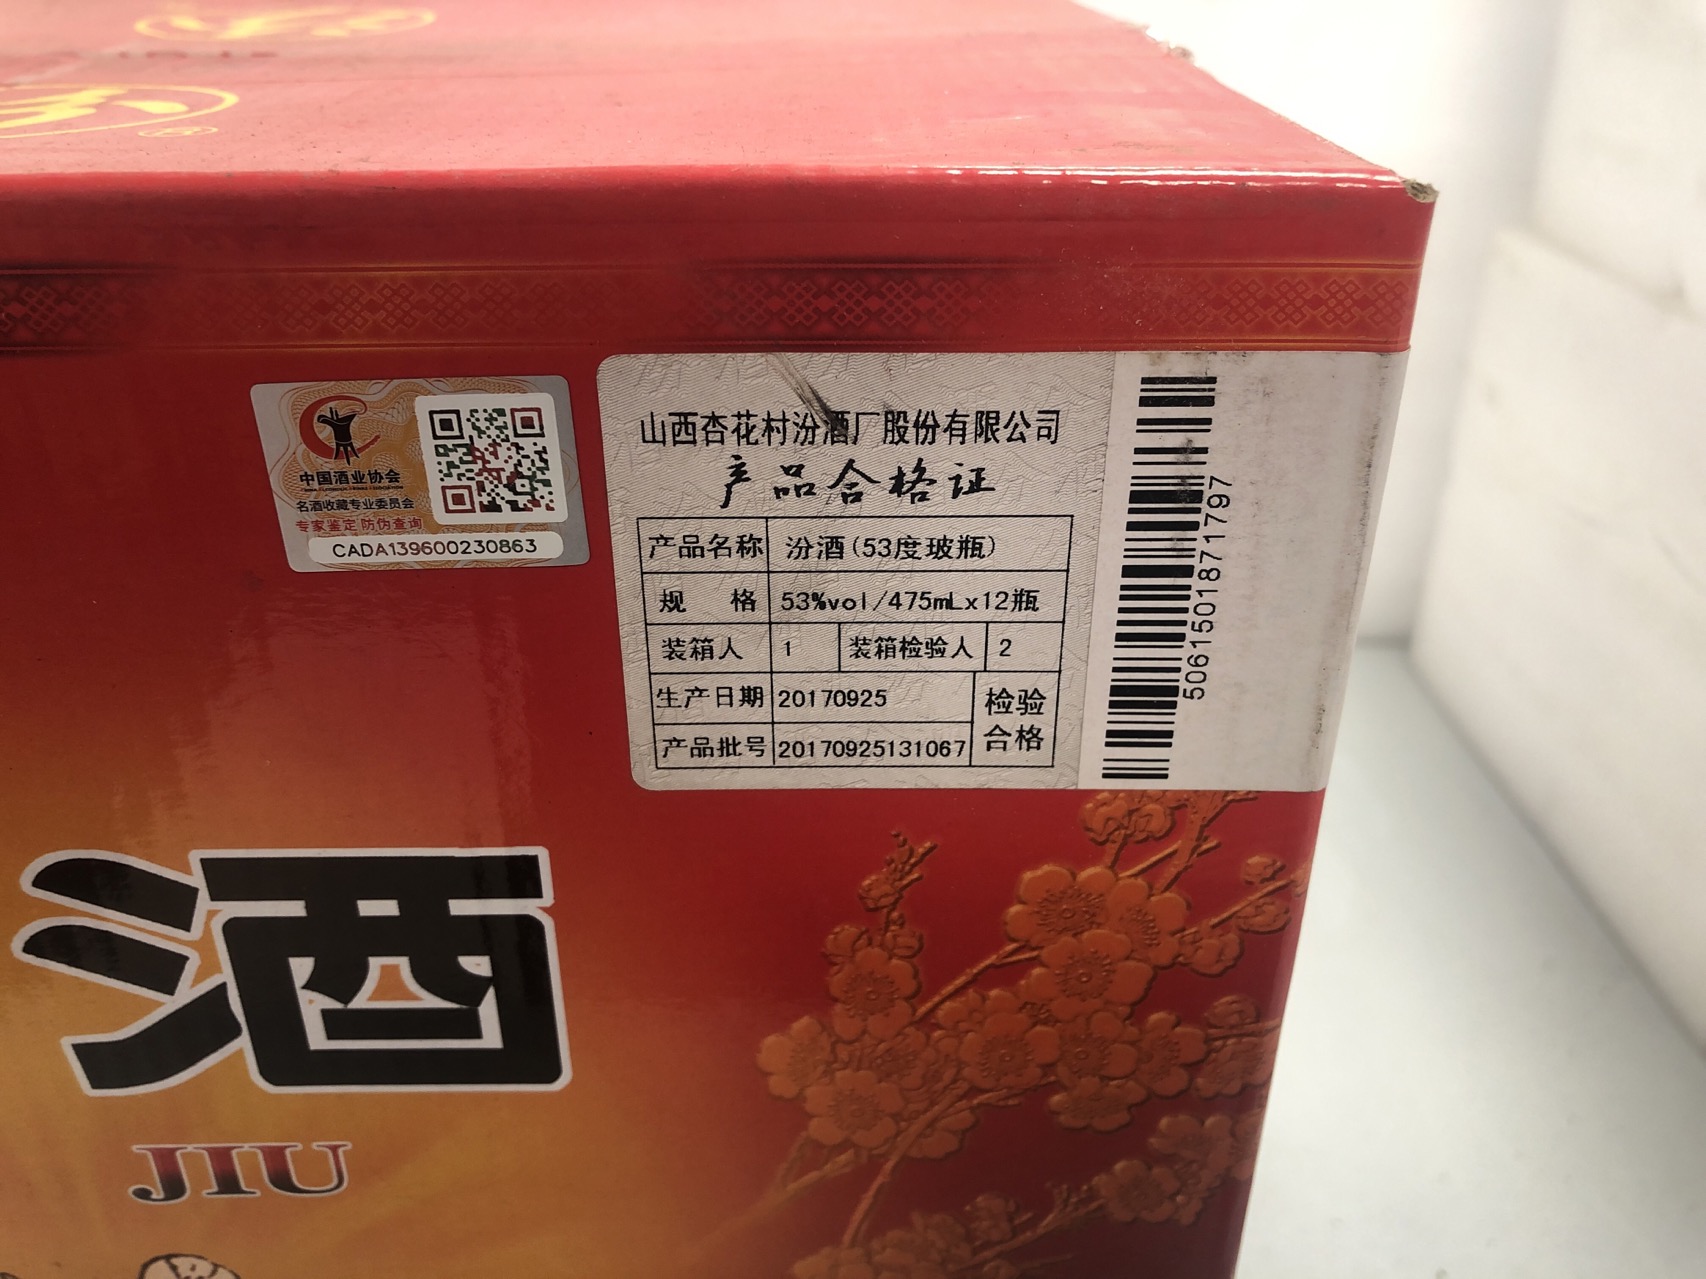 中国酒业协会
名酒收藏专业委员会
专家鉴定 防伪查询
CADA139600230863
山西杏花村汾酒厂股份有限公司
产品合格证
产品名称 汾酒(53度玻瓶)
规 格 53%vol/475mLx12瓶
装箱人 1 装箱检验人 2
生产日期 20170925
产品批号 20170925131067
检验
合格
50615018717​97
酒
JIU